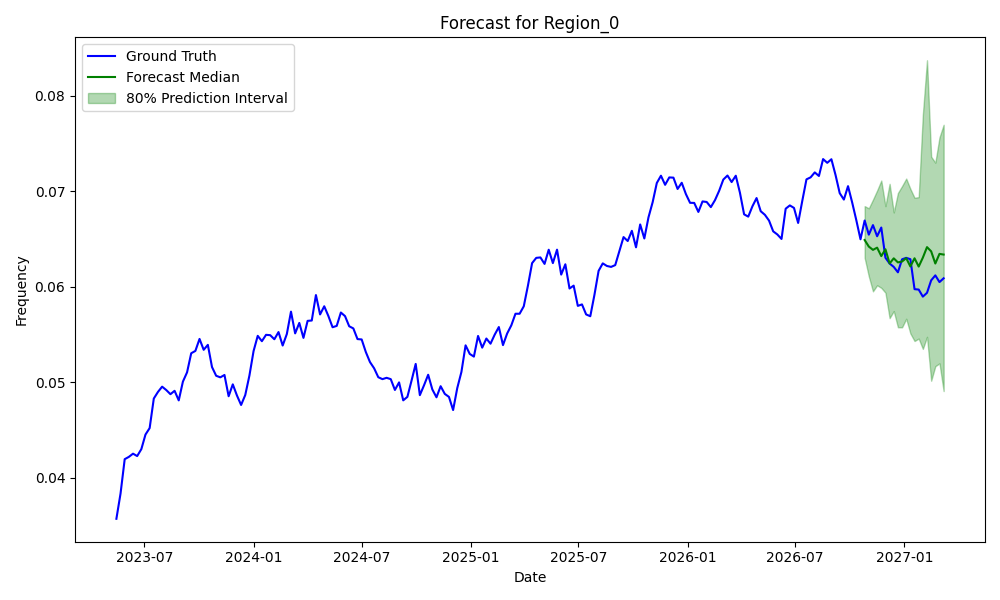 Forecast for Region_0
Ground Truth
Forecast Median
80% Prediction Interval
Frequency
0.08
0.07
0.06
0.05
0.04
2023-07
2024-01
2024-07
2025-01
2025-07
2026-01
2026-07
2027-01
Date